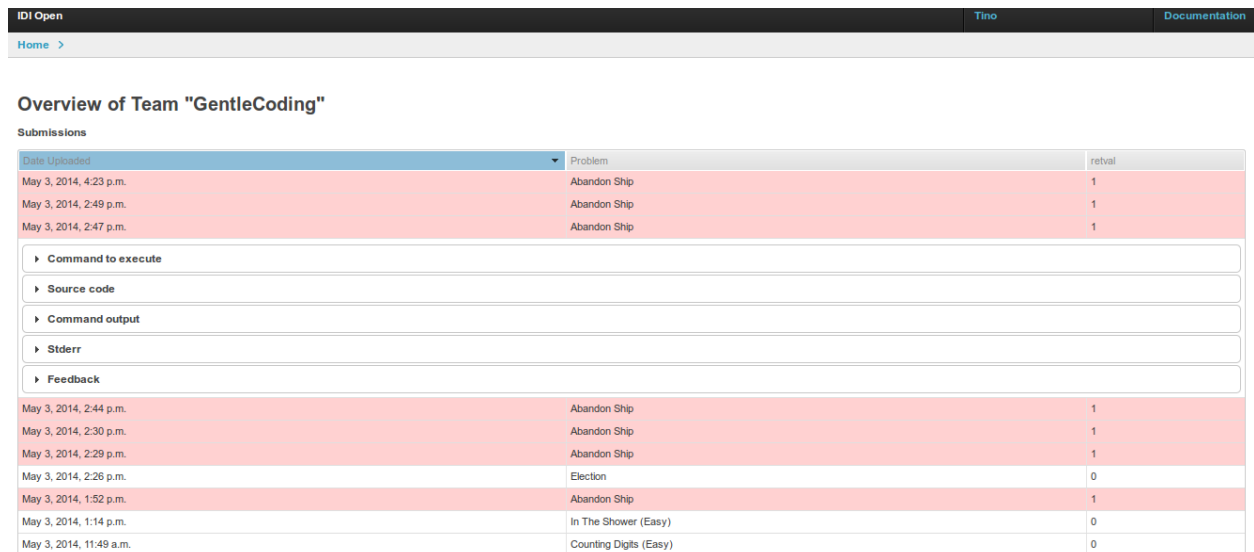 IDI Open Tino Documentation
Home >
Overview of Team "GentleCoding"
Submissions
Date Uploaded Problem retval
May 3, 2014, 4:23 p.m. Abandon Ship 1
May 3, 2014, 2:49 p.m. Abandon Ship 1
May 3, 2014, 2:47 p.m. Abandon Ship 1
Command to execute
Source code
Command output
Stderr
Feedback
May 3, 2014, 2:44 p.m. Abandon Ship 1
May 3, 2014, 2:30 p.m. Abandon Ship 1
May 3, 2014, 2:29 p.m. Abandon Ship 1
May 3, 2014, 2:26 p.m. Election 0
May 3, 2014, 1:52 p.m. Abandon Ship 1
May 3, 2014, 1:14 p.m. In The Shower (Easy) 0
May 3, 2014, 11:49 a.m. Counting Digits (Easy) 0